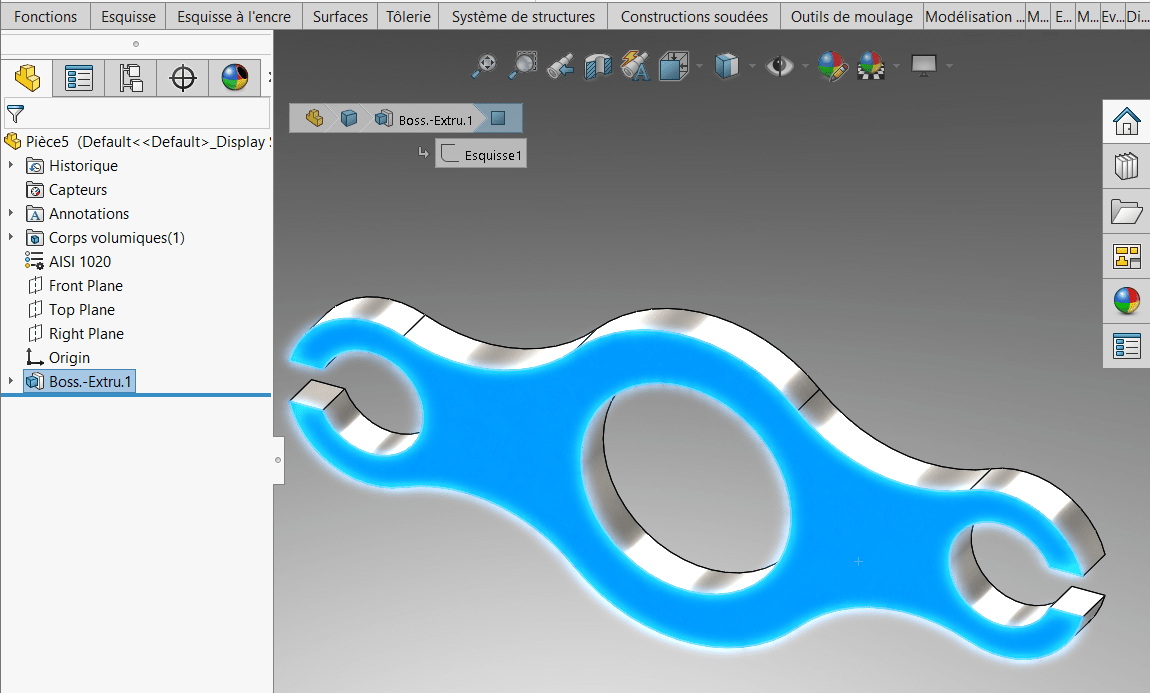 Fonctions Esquisse Esquisse à l'encre Surfaces Tôlerie Système de structures Constructions soudées Outils de moulage Modélisation ... M... E... M... Ev... Di...
Boss.-Extru.1
Esquisse1
Pièce5 (Default<<Default>_Display
Historique
Capteurs
Annotations
Corps volumiques(1)
AISI 1020
Front Plane
Top Plane
Right Plane
Origin
Boss.-Extru.1